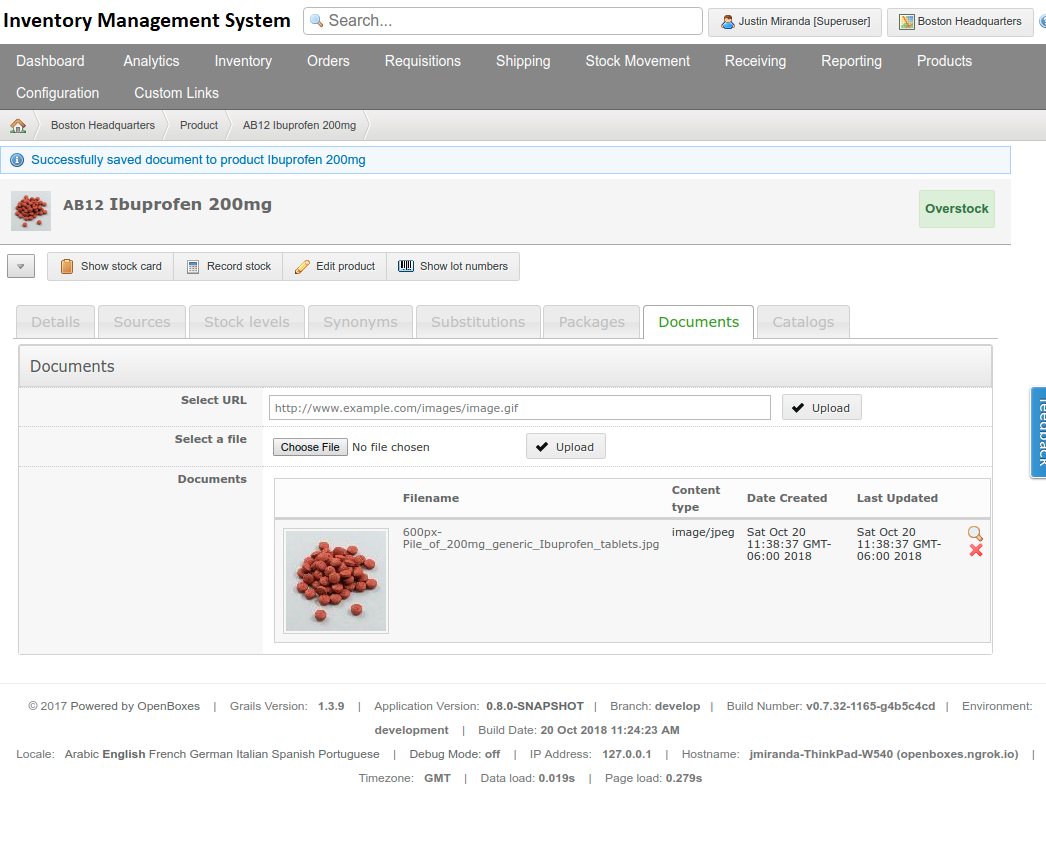 Inventory Management System
Search...
Justin Miranda [Superuser]
Boston Headquarters
Dashboard Analytics Inventory Orders Requisitions Shipping Stock Movement Receiving Reporting Products
Configuration Custom Links
Boston Headquarters Product AB12 Ibuprofen 200mg
Successfully saved document to product Ibuprofen 200mg
AB12 Ibuprofen 200mg
Overstock
Show stock card Record stock Edit product Show lot numbers
Details Sources Stock levels Synonyms Substitutions Packages Documents Catalogs
Documents
feedback
Select URL http://www.example.com/images/image.gif Upload
Select a file Choose File No file chosen Upload
Documents
Filename Content type Date Created Last Updated
600px-Pile_of_200mg_generic_Ibuprofen_tablets.jpg image/jpeg Sat Oct 20 11:38:37 GMT-06:00 2018 Sat Oct 20 11:38:37 GMT-06:00 2018
© 2017 Powered by OpenBoxes | Grails Version: 1.3.9 | Application Version: 0.8.0-SNAPSHOT | Branch: develop | Build Number: v0.7.32-1165-g4b5c4cd | Environment:
development | Build Date: 20 Oct 2018 11:24:23 AM
Locale: Arabic English French German Italian Spanish Portuguese | Debug Mode: off | IP Address: 127.0.0.1 | Hostname: jmiranda-ThinkPad-W540 (openboxes.ngrok.io) |
Timezone: GMT | Data load: 0.019s | Page load: 0.279s